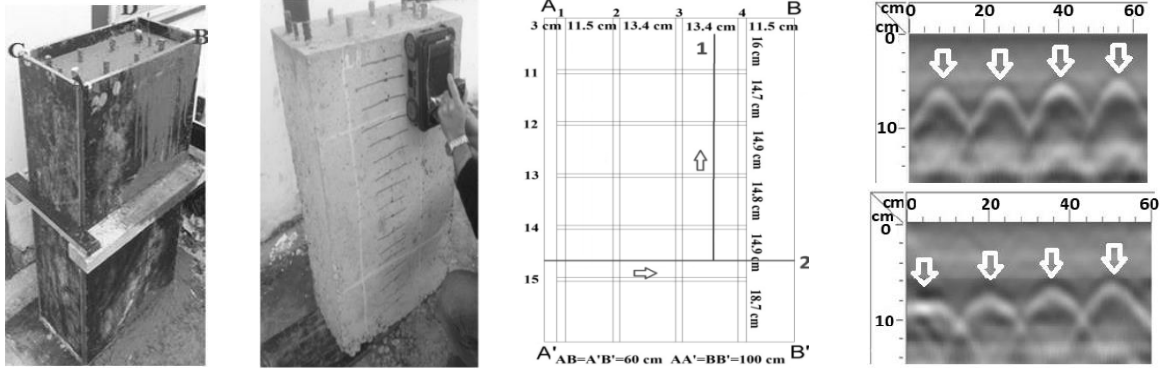 D
C
B
A
B
1
2
3
4
3 cm 11.5 cm 13.4 cm 13.4 cm 11.5 cm
1
16 cm
11
14.7 cm
12
14.9 cm
13
14.8 cm
14
14.9 cm
2
15
18.7 cm
A'
B'
AB=A'B'=60 cm AA'=BB'=100 cm
cm 0 20 40 60
cm
0
10
cm 0 20 40 60
cm
0
10